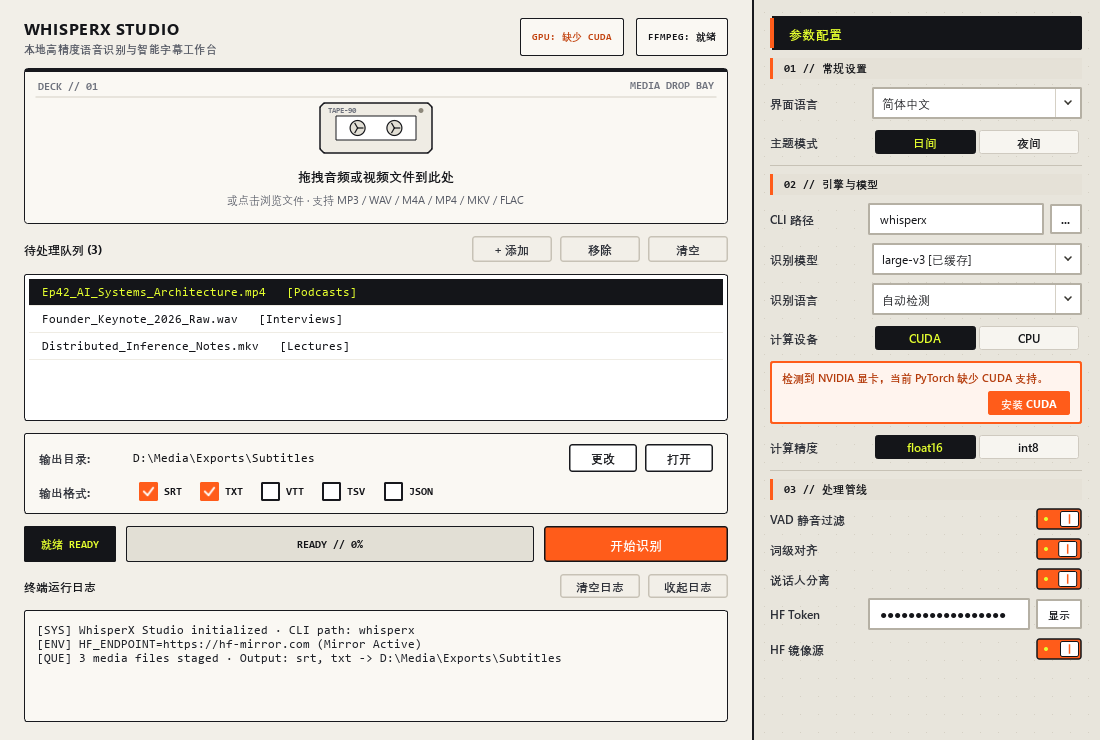 WHISPERX STUDIO
本地高精度语音识别与智能字幕工作台
GPU: 缺少 CUDA
FFMPEG: 就绪
DECK // 01
MEDIA DROP BAY
TAPE-90
拖拽音频或视频文件到此处
或点击浏览文件 · 支持 MP3 / WAV / M4A / MP4 / MKV / FLAC
待处理队列 (3)
+ 添加
移除
清空
Ep42_AI_Systems_Architecture.mp4 [Podcasts]
Founder_Keynote_2026_Raw.wav [Interviews]
Distributed_Inference_Notes.mkv [Lectures]
输出目录:
D:\Media\Exports\Subtitles
更改
打开
输出格式:
SRT
TXT
VTT
TSV
JSON
就绪 READY
READY // 0%
开始识别
终端运行日志
清空日志
收起日志
[SYS] WhisperX Studio initialized · CLI path: whisperx
[ENV] HF_ENDPOINT=https://hf-mirror.com (Mirror Active)
[QUE] 3 media files staged · Output: srt, txt -> D:\Media\Exports\Subtitles
参数配置
01 // 常规设置
界面语言
简体中文
主题模式
日间
夜间
02 // 引擎与模型
CLI 路径
whisperx
...
识别模型
large-v3 [已缓存]
识别语言
自动检测
计算设备
CUDA
CPU
检测到 NVIDIA 显卡，当前 PyTorch 缺少 CUDA 支持。
安装 CUDA
计算精度
float16
int8
03 // 处理管线
VAD 静音过滤
词级对齐
说话人分离
HF Token
●●●●●●●●●●●●●●●●●●
显示
HF 镜像源